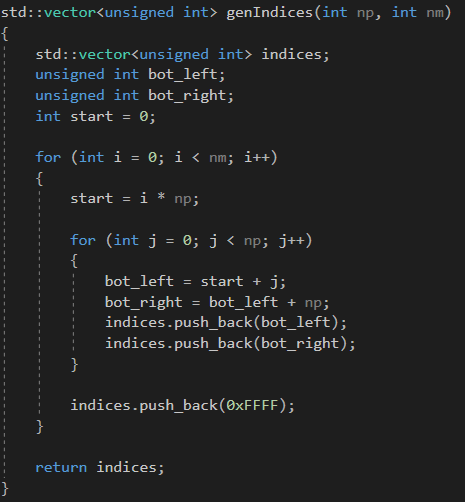 std::vector<unsigned int> genIndices(int np, int nm)
{
    std::vector<unsigned int> indices;
    unsigned int bot_left;
    unsigned int bot_right;
    int start = 0;

    for (int i = 0; i < nm; i++)
    {
        start = i * np;

        for (int j = 0; j < np; j++)
        {
            bot_left = start + j;
            bot_right = bot_left + np;
            indices.push_back(bot_left);
            indices.push_back(bot_right);
        }

        indices.push_back(0xFFFF);
    }

    return indices;
}